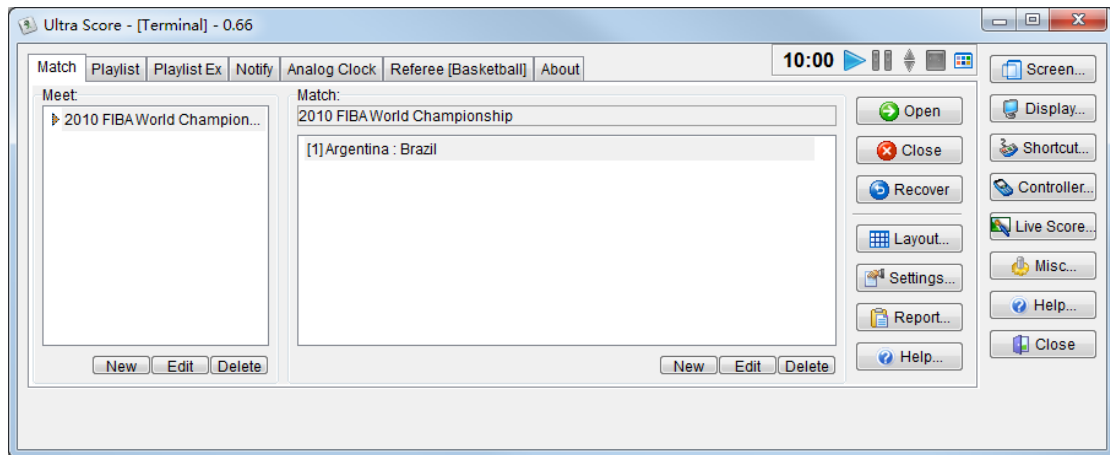 Ultra Score - [Terminal] - 0.66
Match Playlist Playlist Ex Notify Analog Clock Referee [Basketball] About
10:00
Meet:
2010 FIBA World Champion...
New Edit Delete
Match:
2010 FIBA World Championship
[1] Argentina : Brazil
New Edit Delete
Open
Close
Recover
Layout...
Settings...
Report...
Help...
Screen...
Display...
Shortcut...
Controller...
Live Score...
Misc...
Help...
Close